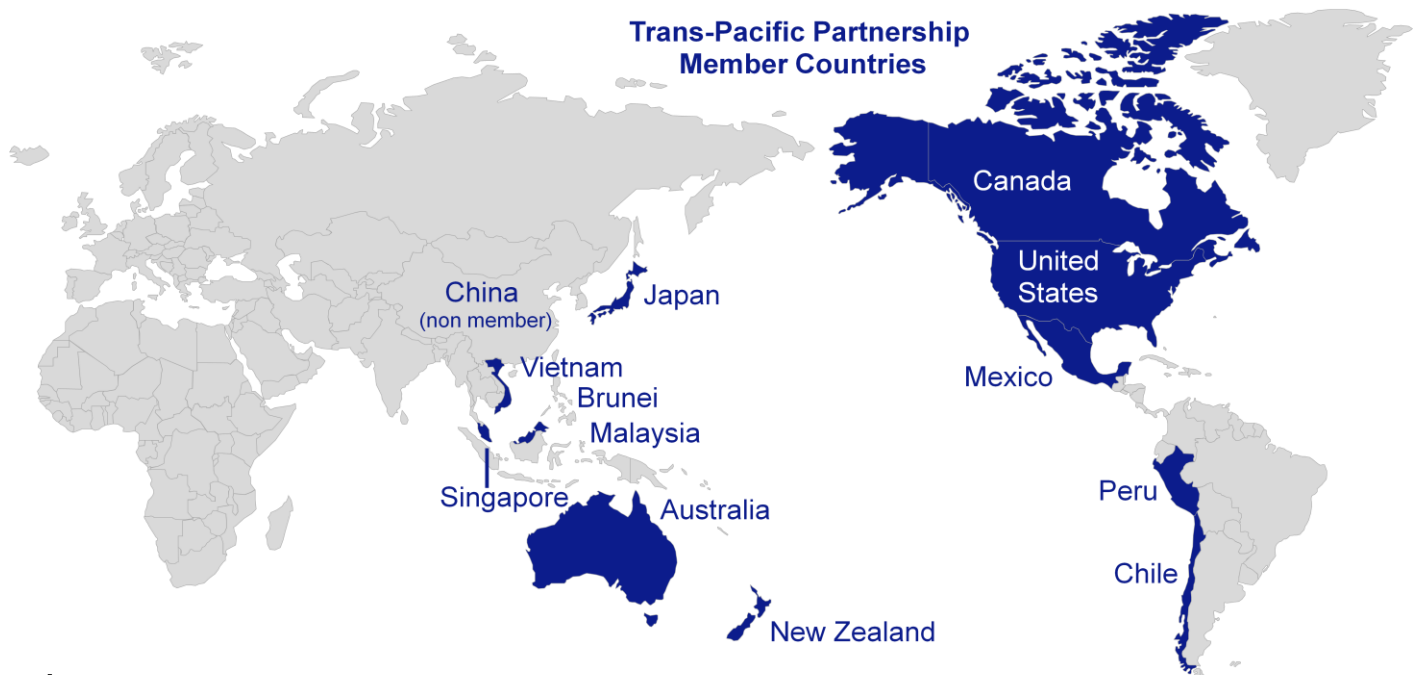 Trans-Pacific Partnership
Member Countries
Canada
United
States
China
(non member)
Japan
Vietnam
Mexico
Brunei
Malaysia
Singapore
Australia
Peru
Chile
New Zealand